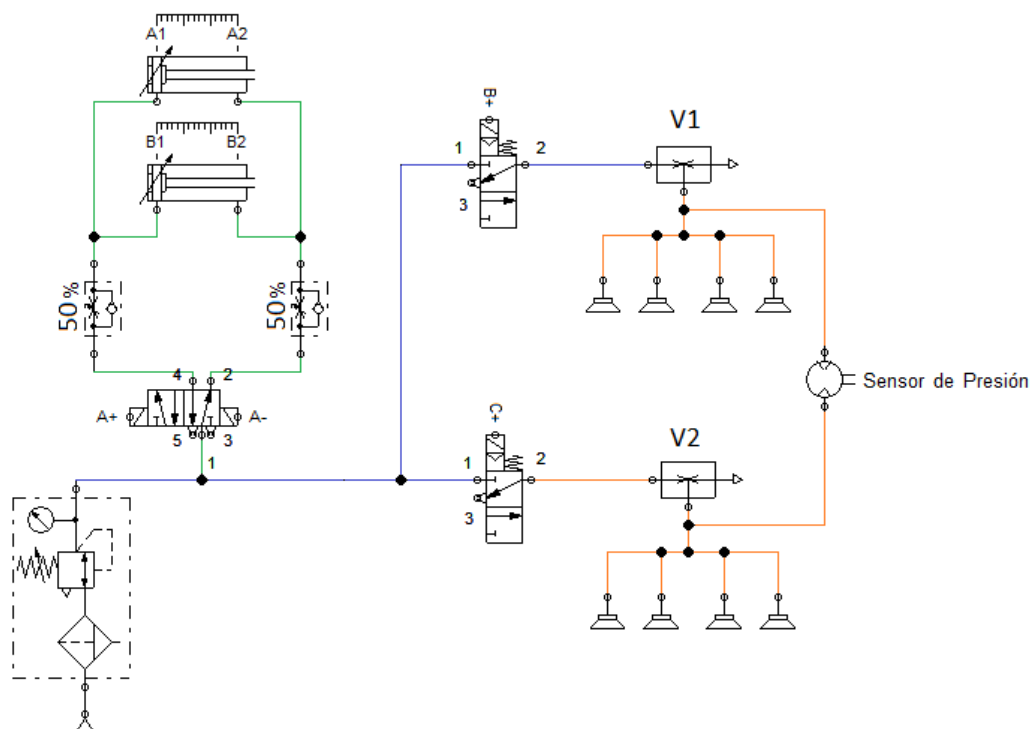 A1 A2
B1 B2
50%
50%
4 2
A+ A-
5 3
1
B+
1 2
3
V1
Sensor de Presión
C+
1 2
3
V2